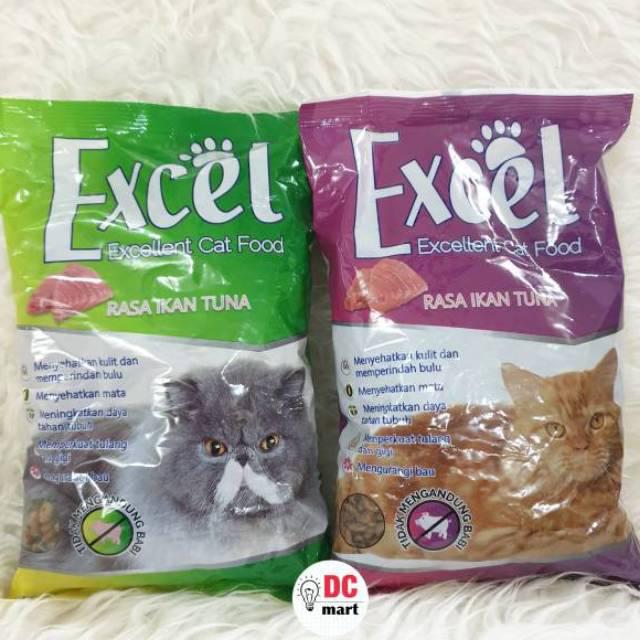 Excel
Excellent Cat Food
RASA IKAN TUNA
Menyehatkan kulit dan
memperindah bulu
Menyehatkan mata
Meningkatkan daya
tahan tubuh
Memperkuat tulang
gigi
bau
TIDAK MENGANDUNG BABI
Excel
Excellent Cat Food
RASA IKAN TUNA
Menyehatkan kulit dan
memperindah bulu
Menyehatkan mata
Meningkatkan daya
tahan tubuh
Memperkuat tulang
dan gigi
Mengurangi bau
TIDAK MENGANDUNG BABI
DC
mart